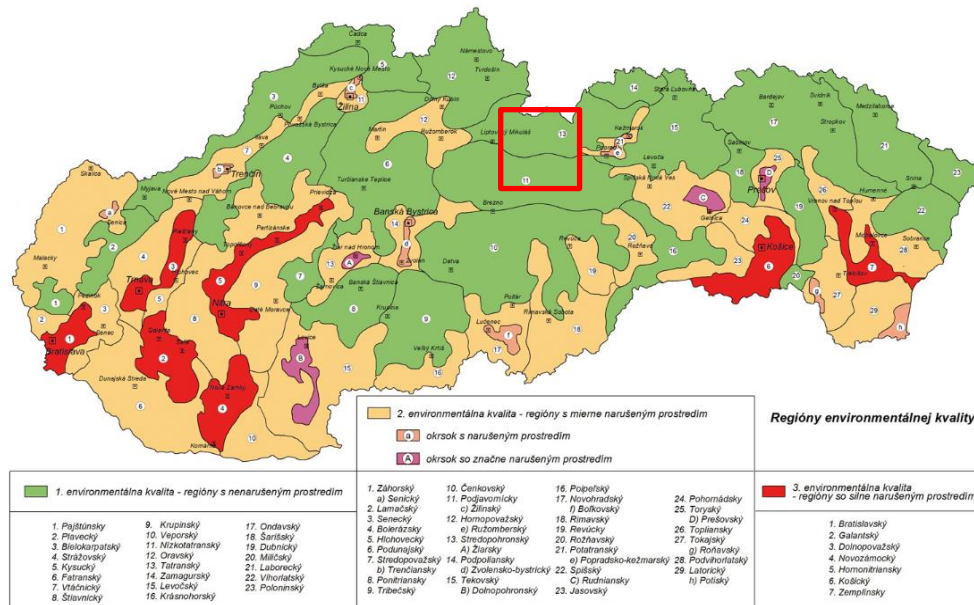 Čadca
Námestovo
Kysucké Nové Mesto
Tvrdošín
Bytča
Stará Ľubovňa
Svidník
Žilina
Dolný Kubín
Bardejov
Medzilaborce
Púchov
Stropkov
Považská Bystrica
Martin
Ružomberok
Liptovský Mikuláš
Kežmarok
Ilava
Poprad
Levoča
Sabinov
Trenčín
Spišská Nová Ves
Prešov
Snina
Skalica
Turčianske Teplice
Humenné
Myjava
Nové Mesto nad Váhom
Prievidza
Vranov nad Topľou
Bánovce nad Bebravou
Brezno
Gelnica
Senica
Partizánske
Banská Bystrica
Michalovce
Sobrance
Piešťany
Topoľčany
Žiar nad Hronom
Revúca
Rožňava
Košice
Malacky
Zvolen
Detva
Trebišov
Hlohovec
Žarnovica
Banská Štiavnica
Trnava
Poltár
Pezinok
Nitra
Zlaté Moravce
Krupina
Rimavská Sobota
Senec
Galanta
Lučenec
Bratislava
Šaľa
Levice
Veľký Krtíš
Dunajská Streda
Nové Zámky
Komárno
Regióny environmentálnej kvality
2. environmentálna kvalita - regióny s mierne narušeným prostredím
a okrsok s narušeným prostredím
A okrsok so značne narušeným prostredím
1. environmentálna kvalita - regióny s nenarušeným prostredím
1. Pajštúnsky
2. Plavecký
3. Bielokarpatský
4. Strážovský
5. Kysucký
6. Fatranský
7. Vtáčnický
8. Štiavnický
9. Krupinský
10. Veporský
11. Nízkotatranský
12. Oravský
13. Tatranský
14. Zamagurský
15. Levočský
16. Krásnohorský
17. Ondavský
18. Šarišský
19. Dubnický
20. Miličský
21. Laborecký
22. Vihorlatský
23. Poloninský
1. Záhorský
a) Senický
2. Lamačský
3. Senecký
4. Bolerázsky
5. Hlohovecký
6. Podunajský
7. Stredopovažský
b) Trenčiansky
8. Ponitriansky
9. Tribečský
10. Čenkovský
11. Podjavornícky
c) Žilinský
12. Hornopovažský
e) Ružomberský
13. Stredopohronský
A) Žiarsky
14. Podpoliansky
d) Zvolensko-bystrický
15. Tekovský
B) Dolnopohronský
16. Poipeľský
17. Novohradský
f) Boľkovský
18. Rimavský
19. Revúcky
20. Rožňavský
21. Potatranský
e) Popradsko-kežmarský
22. Spišský
C) Rudniansky
23. Jasovský
24. Pohornádsky
25. Toryský
D) Prešovský
26. Topliansky
27. Tokajský
g) Roňavský
28. Podvihorlatský
29. Latorický
h) Potiský
3. environmentálna kvalita
- regióny so silne narušeným prostredím
1. Bratislavský
2. Galantský
3. Dolnopovažský
4. Novozámocký
5. Hornonitriansky
6. Košický
7. Zemplínsky